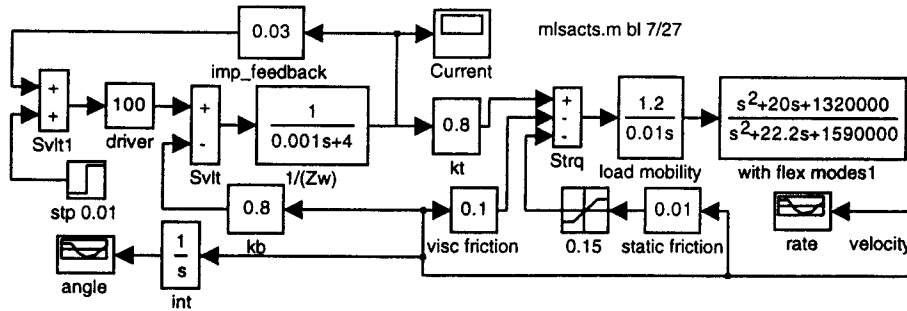 0.03
imp_feedback
Current
mlsacts.m bl 7/27
+
+
Svlt1
100
driver
+
-
Svlt
1
0.001s+4
1/(Zw)
0.8
kt
+
-
-
Strq
1.2
0.01s
load mobility
s²+20s+1320000
s²+22.2s+1590000
with flex modes1
stp 0.01
0.8
kb
0.1
visc friction
0.15
0.01
static friction
rate
velocity
angle
1
s
int